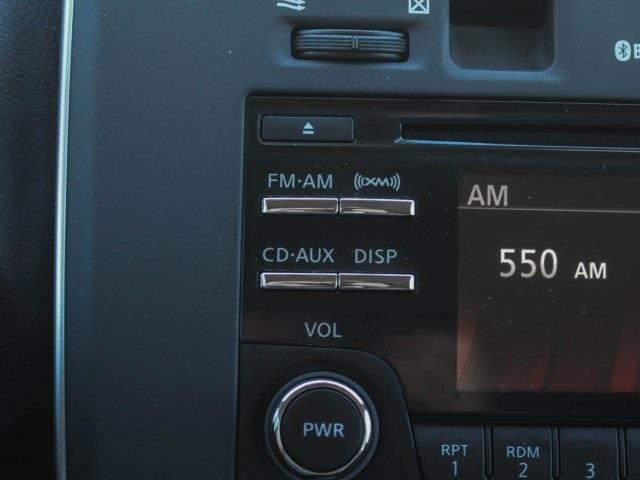 FM·AM
((XM))
AM
CD·AUX
DISP
550 AM
VOL
PWR
RPT
1
RDM
2
3